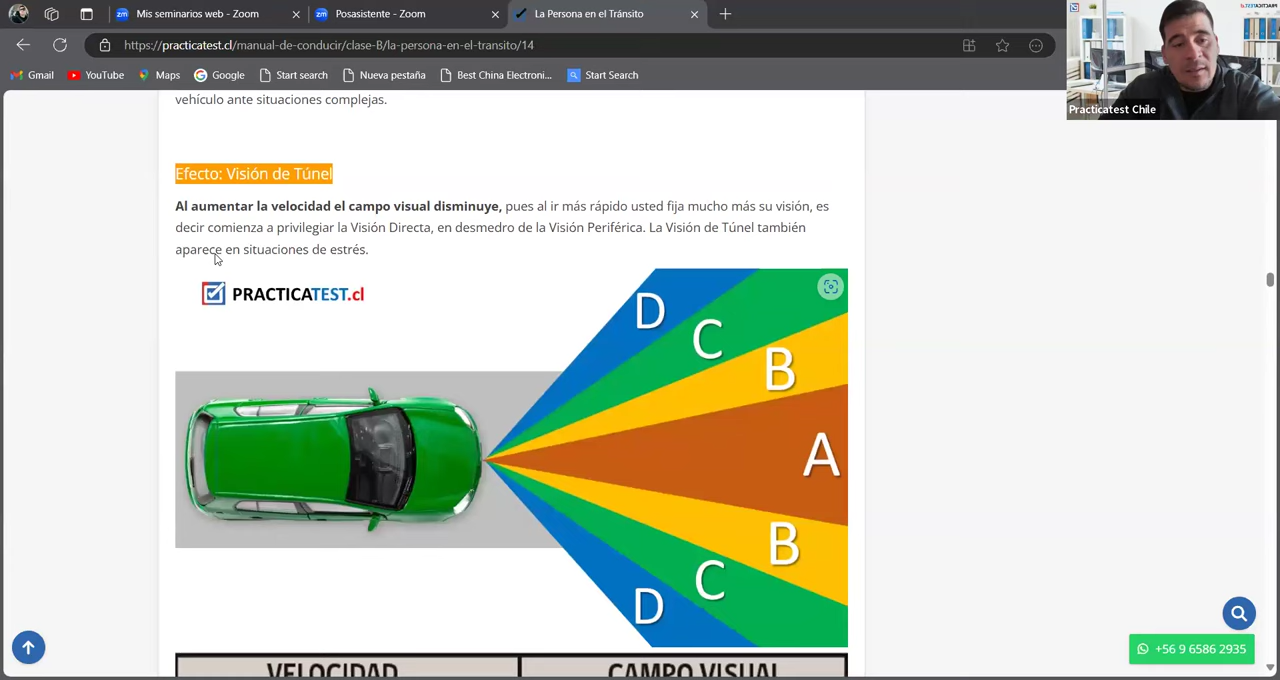 Mis seminarios web - Zoom
Posasistente - Zoom
La Persona en el Tránsito
https://practicatest.cl/manual-de-conducir/clase-B/la-persona-en-el-transito/14
Gmail
YouTube
Maps
Google
Start search
Nueva pestaña
Best China Electroni...
Start Search
Practicatest Chile
vehículo ante situaciones complejas.
Efecto: Visión de Túnel
Al aumentar la velocidad el campo visual disminuye, pues al ir más rápido usted fija mucho más su visión, es
decir comienza a privilegiar la Visión Directa, en desmedro de la Visión Periférica. La Visión de Túnel también
aparece en situaciones de estrés.
PRACTICATEST.cl
D
C
B
A
B
C
D
VELOCIDAD
CAMPO VISUAL
+56 9 6586 2935